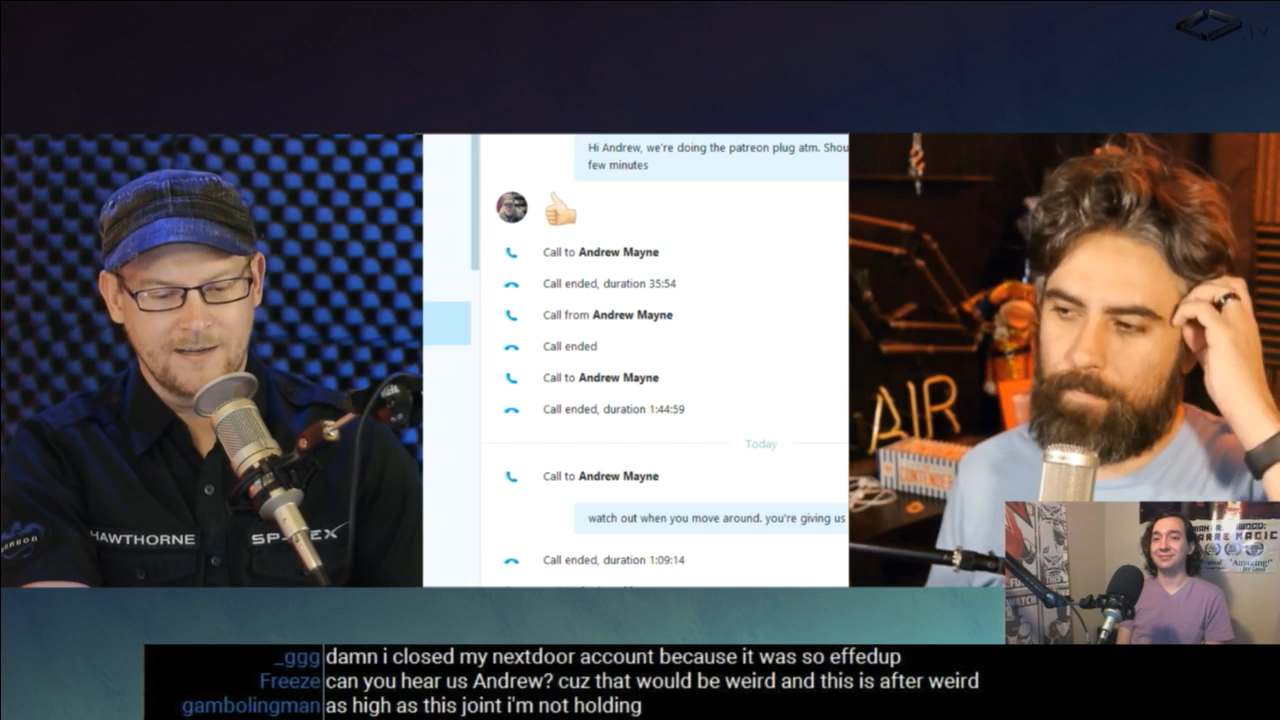 Hi Andrew, we're doing the patreon plug atm. Shou
few minutes
Call to Andrew Mayne
Call ended, duration 35:54
Call from Andrew Mayne
Call ended
Call to Andrew Mayne
Call ended, duration 1:44:59
Today
Call to Andrew Mayne
watch out when you move around. you're giving us
Call ended, duration 1:09:14
HAWTHORNE
AIR
"Amazing!"
_ggg damn i closed my nextdoor account because it was so effedup
Freeze can you hear us Andrew? cuz that would be weird and this is after weird
gambolingman as high as this joint i'm not holding